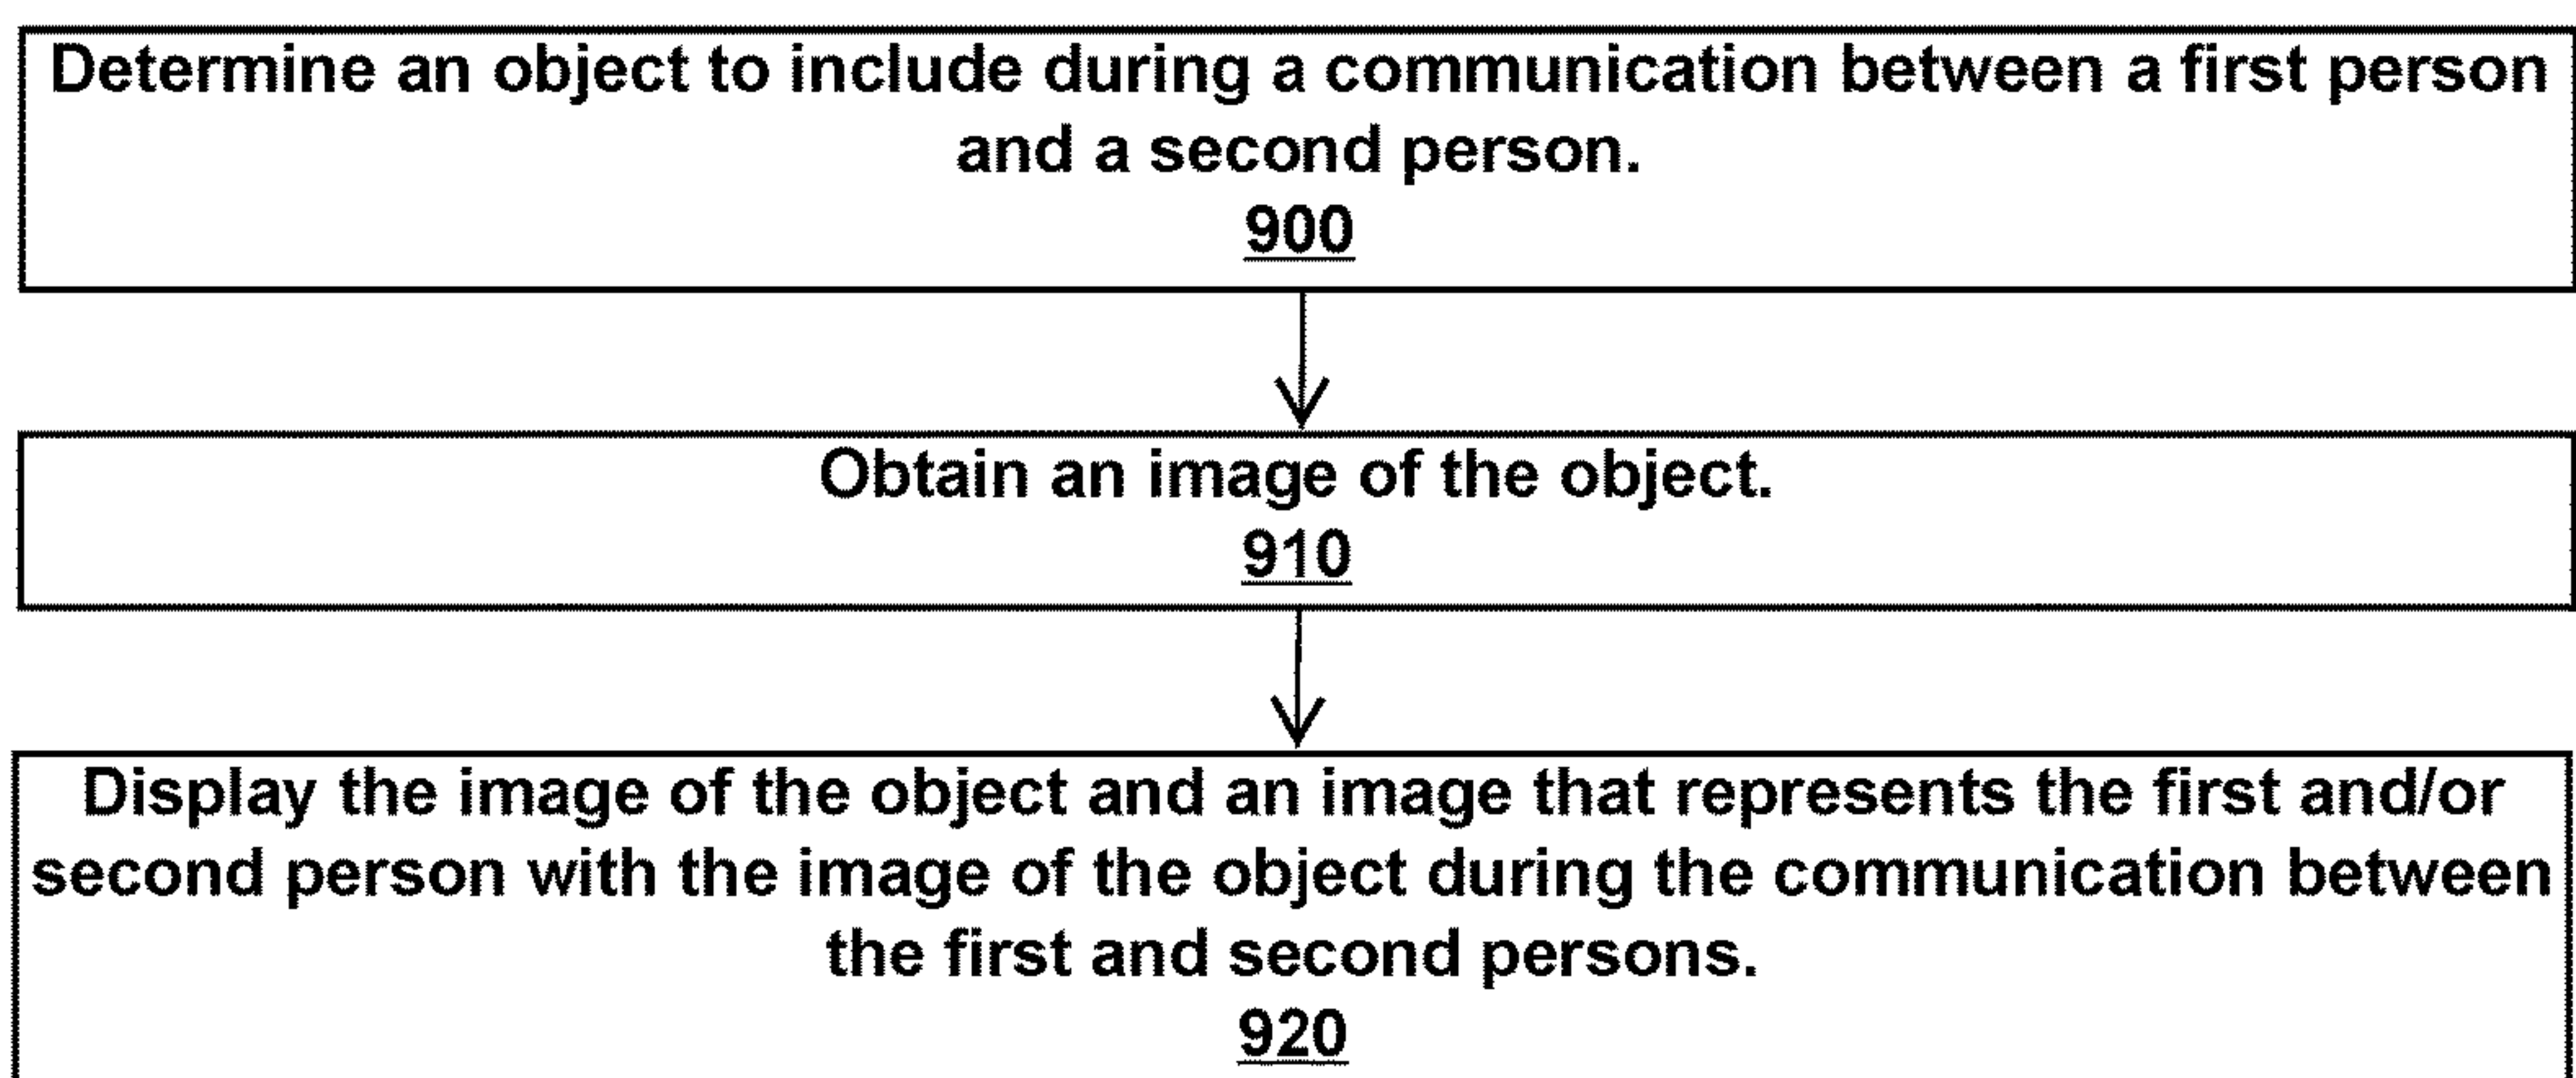 Determine an object to include during a communication between a first person
and a second person.
900
Obtain an image of the object.
910
Display the image of the object and an image that represents the first and/or
second person with the image of the object during the communication between
the first and second persons.
920